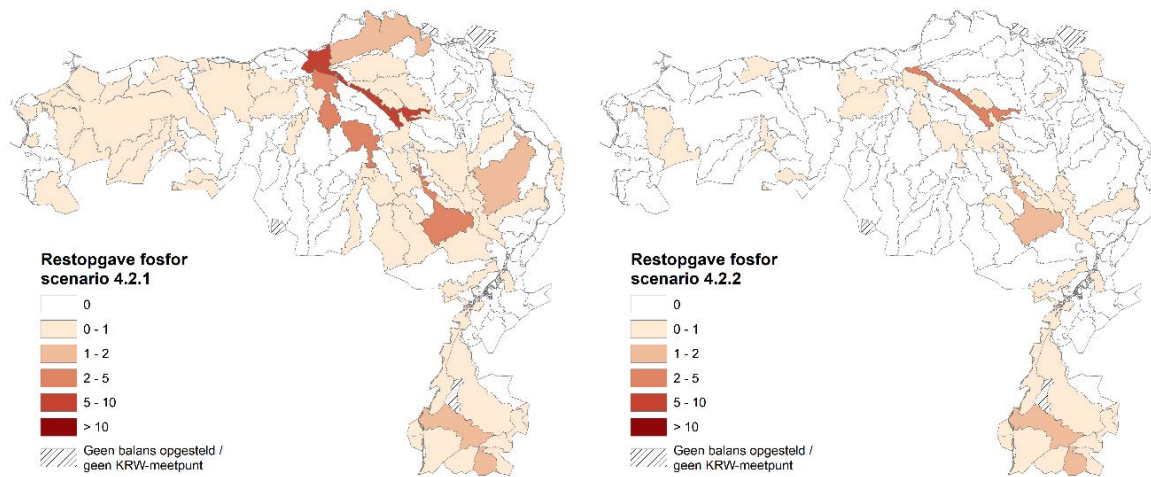 Restopgave fosfor
scenario 4.2.1
0
0 - 1
1 - 2
2 - 5
5 - 10
> 10
Geen balans opgesteld /
geen KRW-meetpunt
Restopgave fosfor
scenario 4.2.2
0
0 - 1
1 - 2
2 - 5
5 - 10
> 10
Geen balans opgesteld /
geen KRW-meetpunt